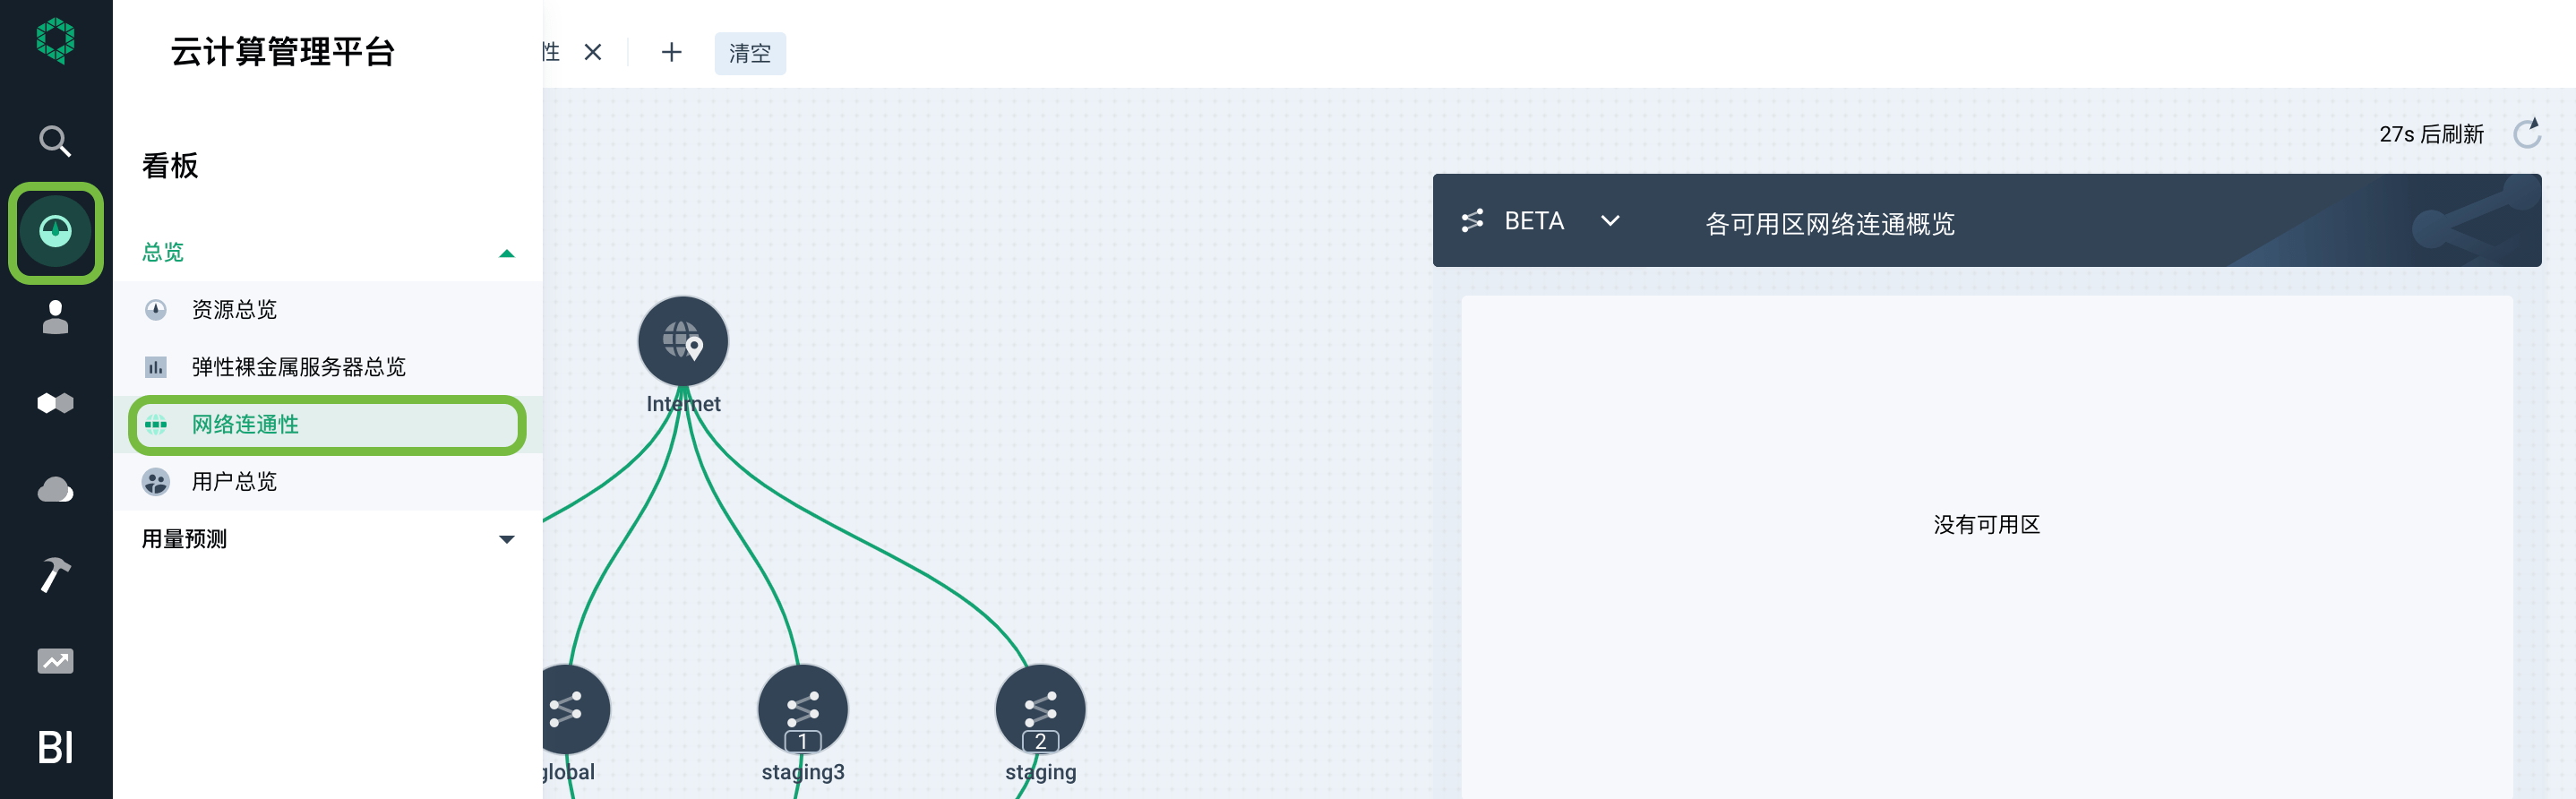 云计算管理平台
看板
总览
资源总览
弹性裸金属服务器总览
网络连通性
用户总览
用量预测
BI
性
清空
27s 后刷新
BETA
各可用区网络连通概览
没有可用区
Internet
1
2
global
staging3
staging